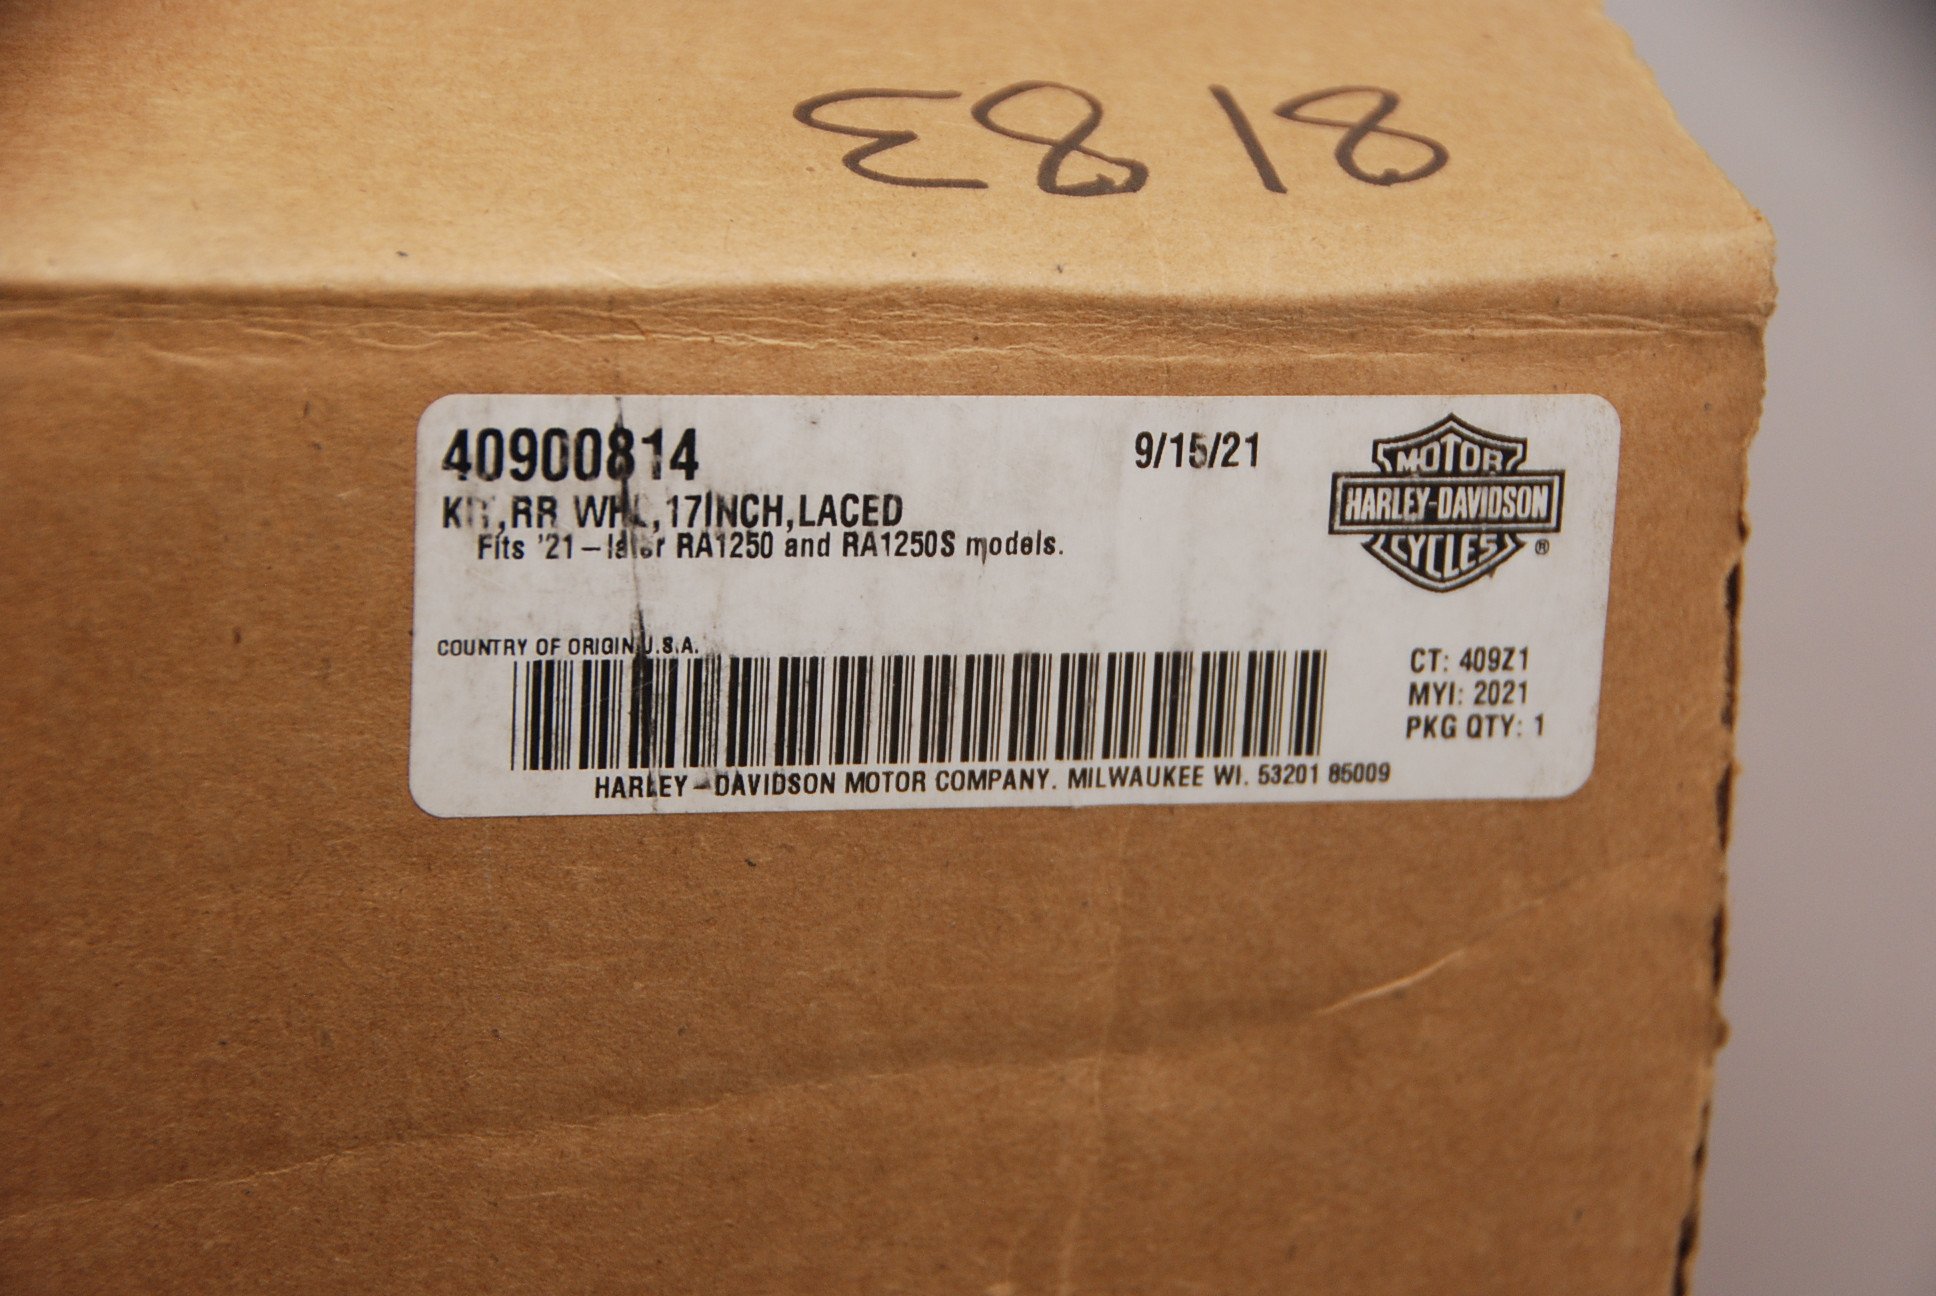 8183
40900814
9/15/21
KIT,RR WHL,17INCH,LACED
Fits '21-later RA1250 and RA1250S models.
MOTOR
HARLEY-DAVIDSON
CYCLES ®
COUNTRY OF ORIGIN U.S.A.
CT: 409Z1
MYI: 2021
PKG QTY: 1
HARLEY-DAVIDSON MOTOR COMPANY. MILWAUKEE WI. 53201 85009